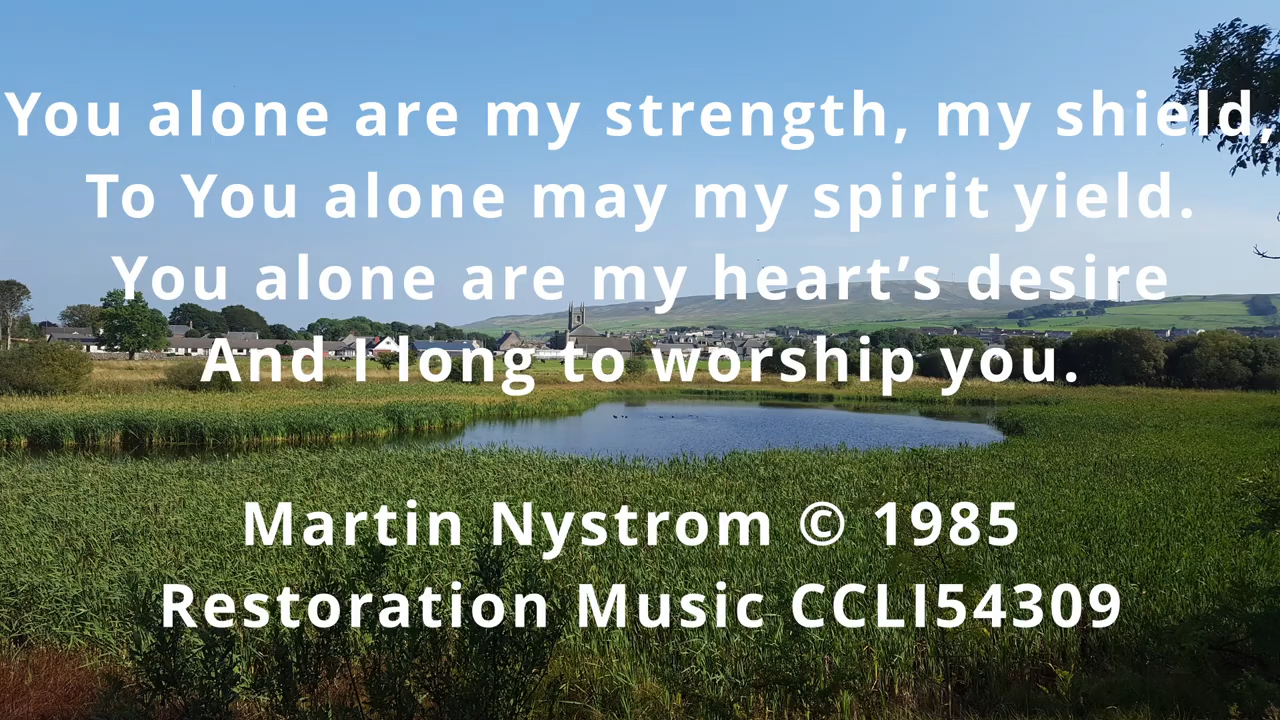 You alone are my strength, my shield,
To You alone may my spirit yield.
You alone are my heart’s desire
And I long to worship you.
Martin Nystrom © 1985
Restoration Music CCLI54309